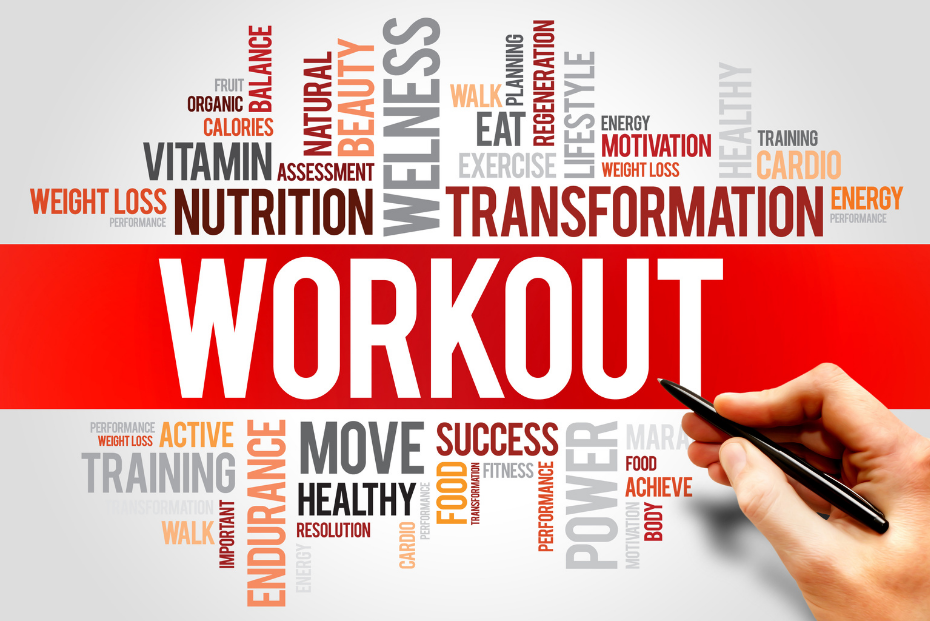 FRUIT
ORGANIC
BALANCE
CALORIES
NATURAL
BEAUTY
WELLNESS
VITAMIN
ASSESSMENT
WEIGHT LOSS
PERFORMANCE
NUTRITION
WALK
PLANNING
REGENERATION
EAT
EXERCISE
LIFESTYLE
ENERGY
MOTIVATION
WEIGHT LOSS
HEALTHY
TRAINING
CARDIO
TRANSFORMATION
ENERGY
PERFORMANCE
WORKOUT
PERFORMANCE
WEIGHT LOSS
ACTIVE
TRAINING
TRANSFORMATION
WALK
IMPORTANT
ENDURANCE
MOVE
HEALTHY
RESOLUTION
ENERGY
CARDIO
PERFORMANCE
SUCCESS
FOOD
TRANSFORMATION
FITNESS
PERFORMANCE
POWER
MARA
FOOD
ACHIEVE
MOTIVATION
BODY